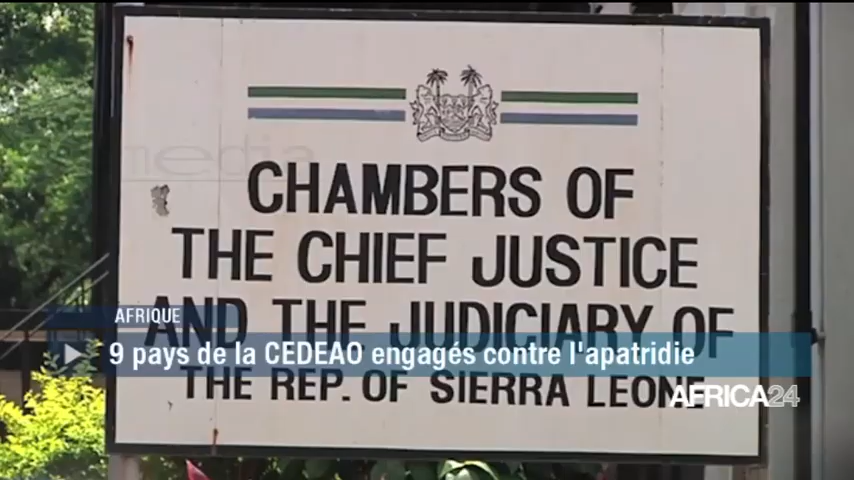 media
CHAMBERS OF
THE CHIEF JUSTICE
AND THE JUDICIARY OF
THE REP. OF SIERRA LEONE
AFRIQUE
9 pays de la CEDEAO engagés contre l'apatridie
AFRICA24